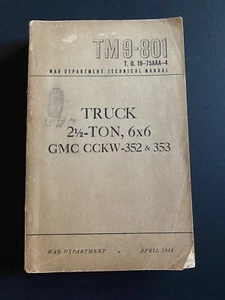 TM 9-801
T. O. 19-75AAA-4
WAR DEPARTMENT TECHNICAL MANUAL
TRUCK
2½-TON, 6x6
GMC CCKW-352 & 353
WAR DEPARTMENT • APRIL 1944